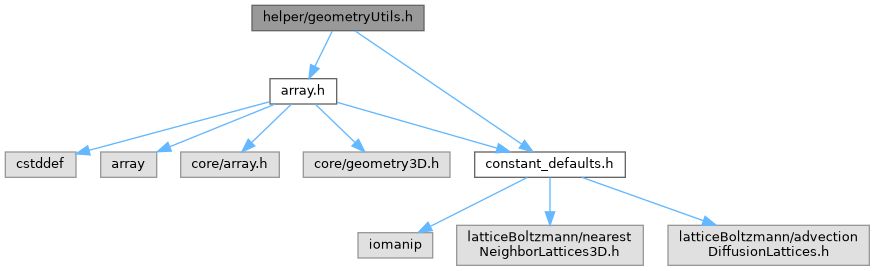 helper/geometryUtils.h
array.h
cstddef
array
core/array.h
core/geometry3D.h
constant_defaults.h
iomanip
latticeBoltzmann/nearest
NeighborLattices3D.h
latticeBoltzmann/advection
DiffusionLattices.h